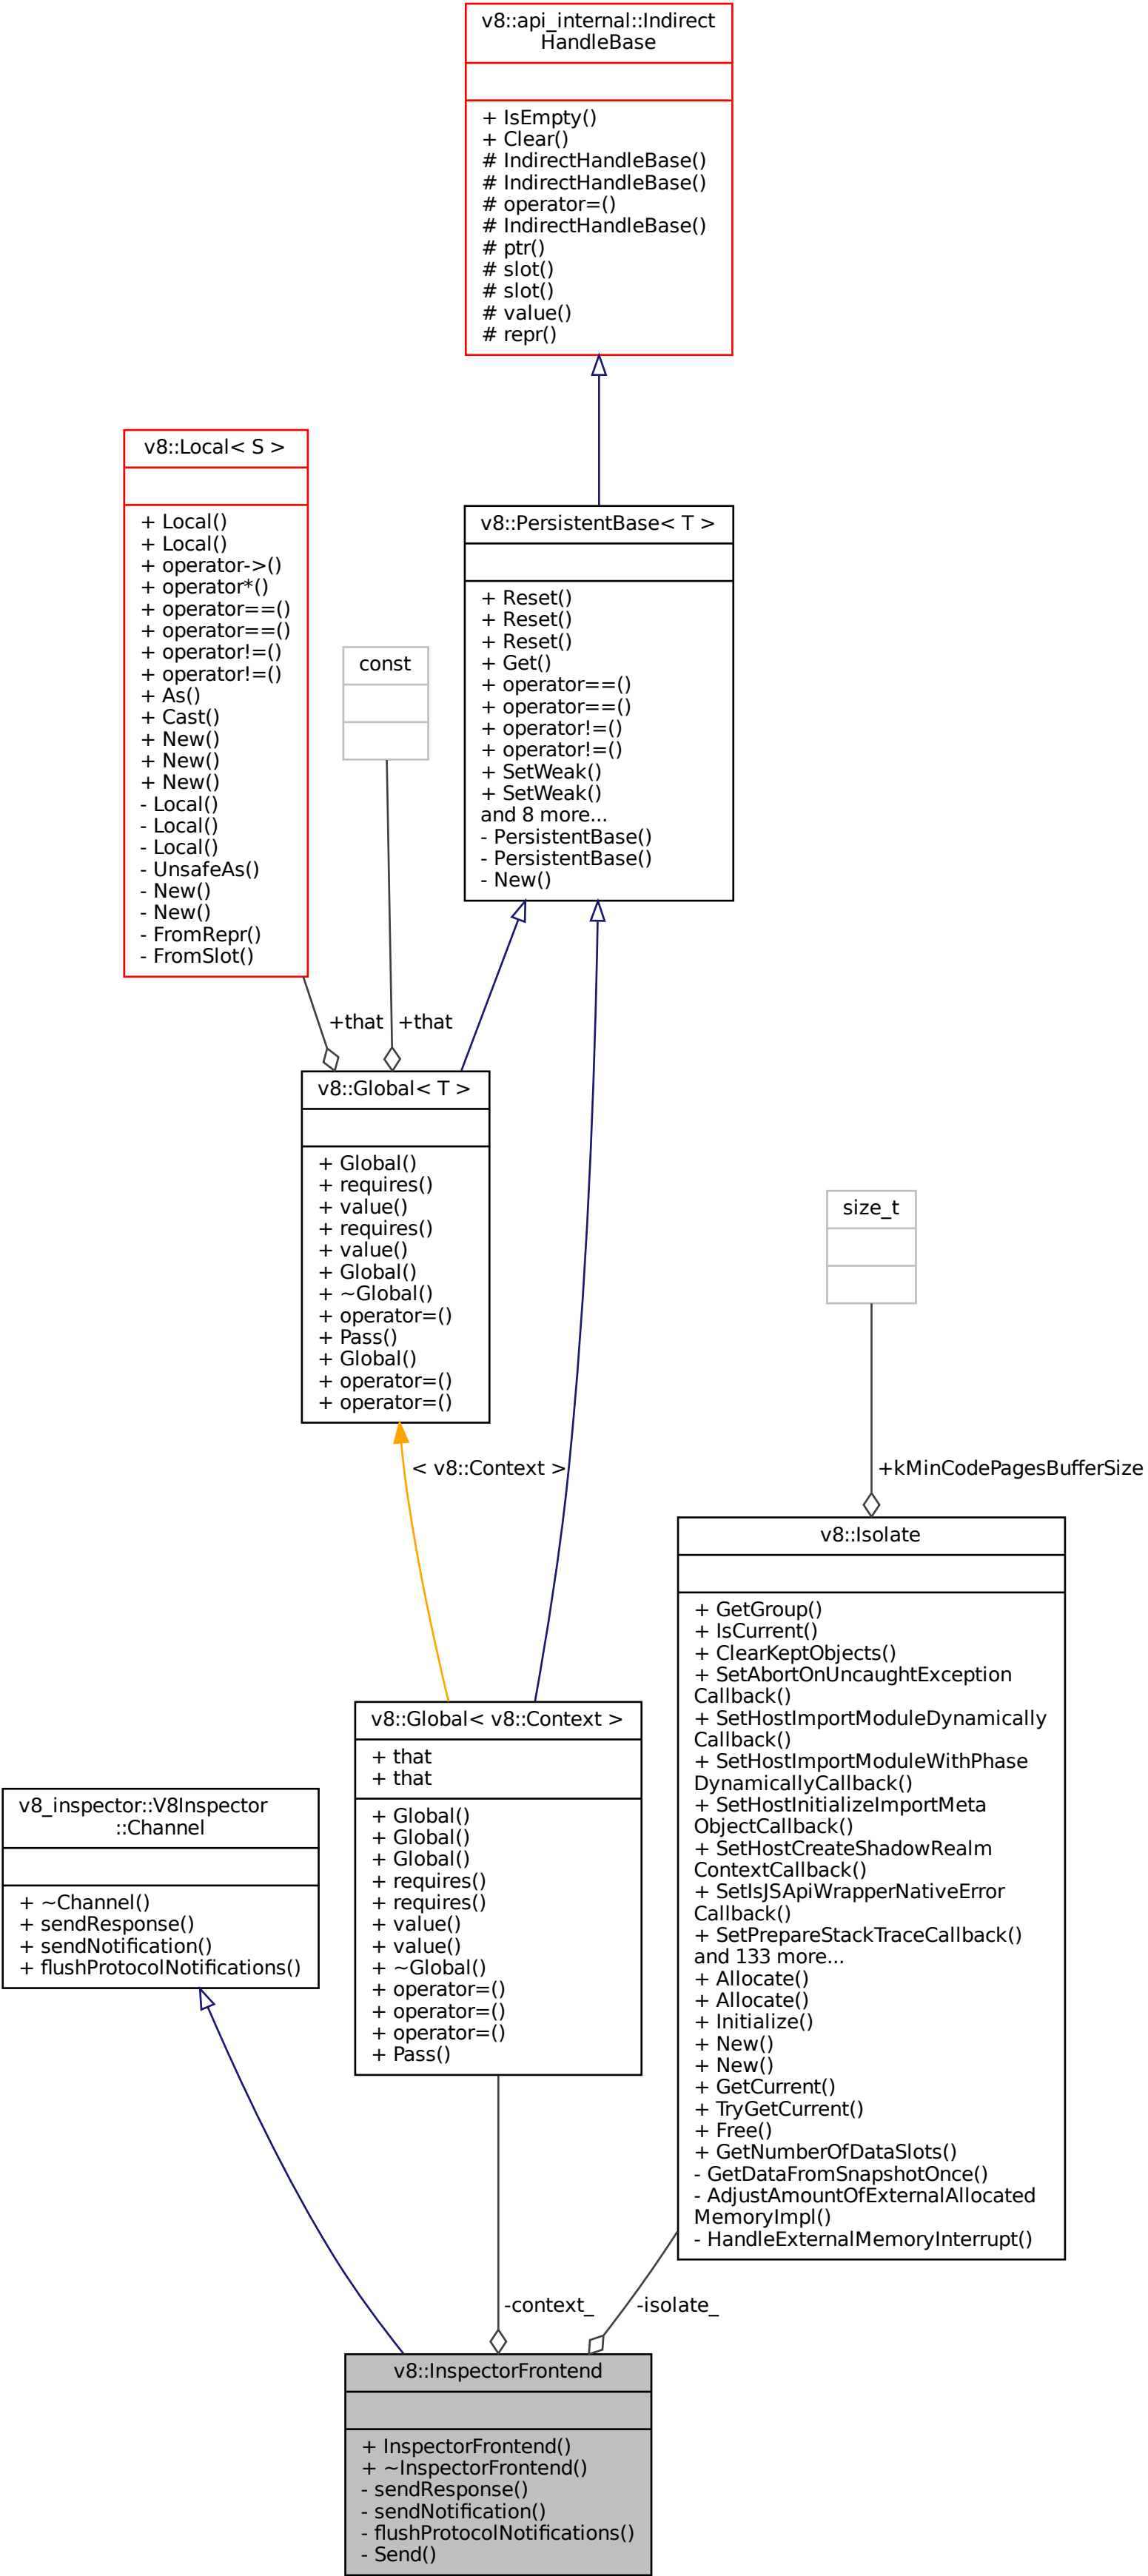 v8::api_internal::Indirect
HandleBase
+ IsEmpty()
+ Clear()
# IndirectHandleBase()
# IndirectHandleBase()
# operator=()
# IndirectHandleBase()
# ptr()
# slot()
# slot()
# value()
# repr()
v8::Local< S >
+ Local()
+ Local()
+ operator->()
+ operator*()
+ operator==()
+ operator==()
+ operator!=()
+ operator!=()
+ As()
+ Cast()
+ New()
+ New()
+ New()
- Local()
- Local()
- Local()
- UnsafeAs()
- New()
- New()
- FromRepr()
- FromSlot()
const
v8::PersistentBase< T >
+ Reset()
+ Reset()
+ Reset()
+ Get()
+ operator==()
+ operator==()
+ operator!=()
+ operator!=()
+ SetWeak()
+ SetWeak()
and 8 more...
- PersistentBase()
- PersistentBase()
- New()
+that
+that
v8::Global< T >
+ Global()
+ requires()
+ value()
+ requires()
+ value()
+ Global()
+ ~Global()
+ operator=()
+ Pass()
+ Global()
+ operator=()
+ operator=()
size_t
< v8::Context >
+kMinCodePagesBufferSize
v8::Isolate
+ GetGroup()
+ IsCurrent()
+ ClearKeptObjects()
+ SetAbortOnUncaughtException
Callback()
+ SetHostImportModuleDynamically
Callback()
+ SetHostImportModuleWithPhase
DynamicallyCallback()
+ SetHostInitializeImportMeta
ObjectCallback()
+ SetHostCreateShadowRealm
ContextCallback()
+ SetIsJSApiWrapperNativeError
Callback()
+ SetPrepareStackTraceCallback()
and 133 more...
+ Allocate()
+ Allocate()
+ Initialize()
+ New()
+ New()
+ GetCurrent()
+ TryGetCurrent()
+ Free()
+ GetNumberOfDataSlots()
- GetDataFromSnapshotOnce()
- AdjustAmountOfExternalAllocated
MemoryImpl()
- HandleExternalMemoryInterrupt()
v8::Global< v8::Context >
+ that
+ that
+ Global()
+ Global()
+ Global()
+ requires()
+ requires()
+ value()
+ value()
+ ~Global()
+ operator=()
+ operator=()
+ operator=()
+ Pass()
v8_inspector::V8Inspector
::Channel
+ ~Channel()
+ sendResponse()
+ sendNotification()
+ flushProtocolNotifications()
-context_
-isolate_
v8::InspectorFrontend
+ InspectorFrontend()
+ ~InspectorFrontend()
- sendResponse()
- sendNotification()
- flushProtocolNotifications()
- Send()